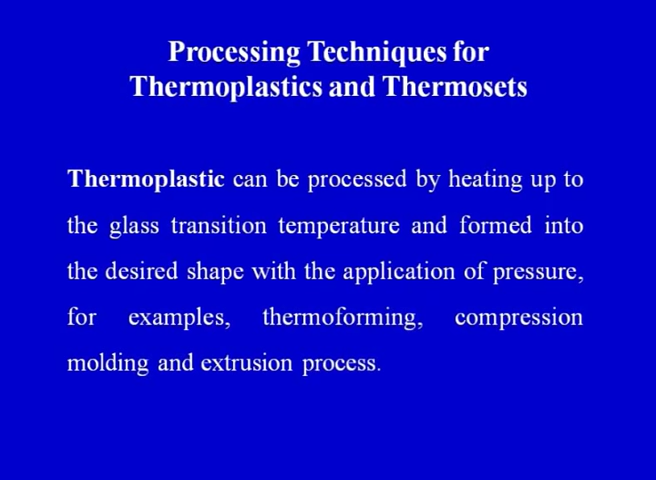 Processing Techniques for
Thermoplastics and Thermosets
Thermoplastic can be processed by heating up to
the glass transition temperature and formed into
the desired shape with the application of pressure,
for examples, thermoforming, compression
molding and extrusion process.